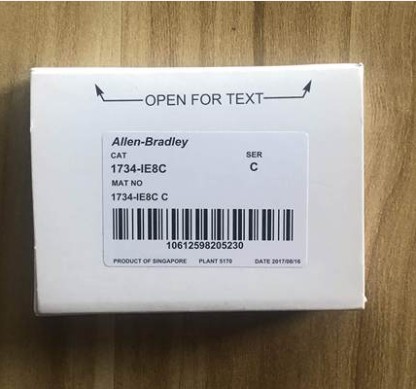 OPEN FOR TEXT
Allen-Bradley
CAT SER
1734-IE8C C
MAT NO
1734-IE8C C
10612598205230
PRODUCT OF SINGAPORE PLANT 5170 DATE 2017/08/16